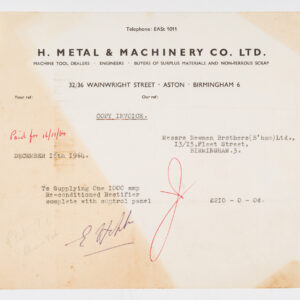 Telephone: EASt 1011
H. METAL & MACHINERY CO. LTD.
MACHINE TOOL DEALERS · ENGINEERS · BUYERS OF SURPLUS MATERIALS AND NON-FERROUS SCRAP
32/36 WAINWRIGHT STREET · ASTON · BIRMINGHAM 6
Your ref: Our ref:
COPY INVOICE.
Paid for
Messrs Newman Brothers(B'ham)Ltd.,
13/15.Fleet Street,
BIRMINGHAM.3.
DECEMBER 15th 1964.
To Supplying One 1000 amp
Re-conditioned Rectifier
complete with control panel £210-0-0d.